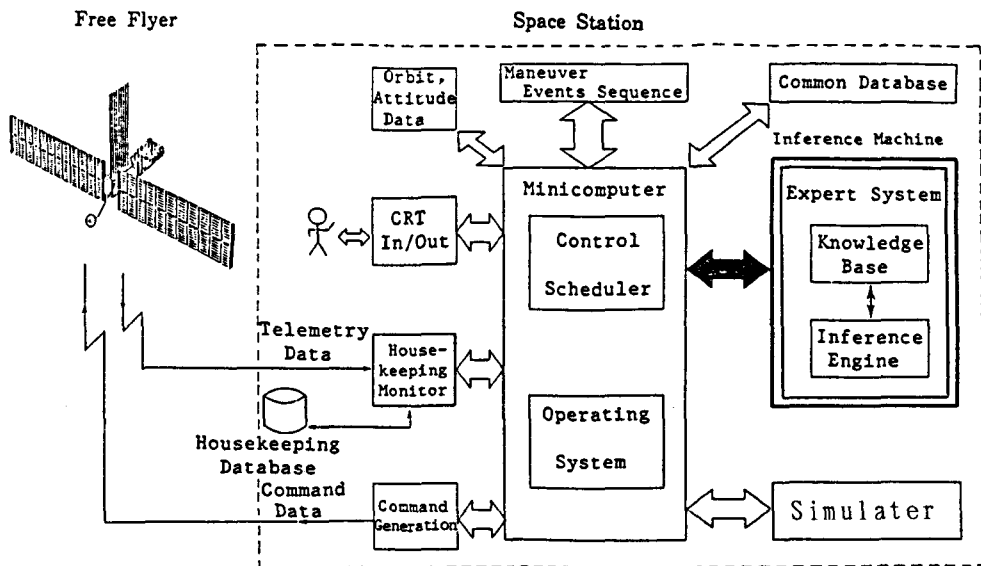 Free Flyer
Space Station
Orbit,
Attitude
Data
Maneuver
Events Sequence
Common Database
Inference Machine
Minicomputer
Expert System
CRT
In/Out
Control
Scheduler
Knowledge
Base
Inference
Engine
Telemetry
Data
House-
keeping
Monitor
Housekeeping
Database
Operating
System
Command
Data
Command
Generation
Simulater